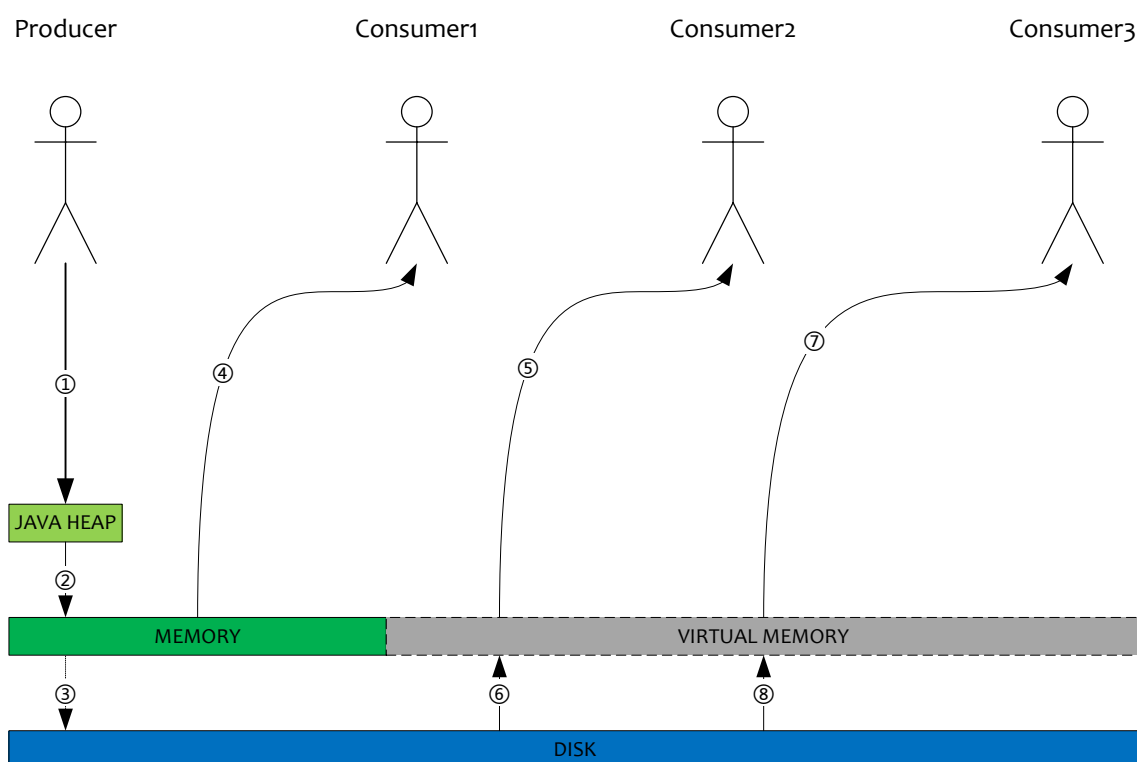 Producer
Consumer1
Consumer2
Consumer3
④
⑦
⑤
①
JAVA HEAP
②
MEMORY
VIRTUAL MEMORY
③
⑥
⑧
DISK